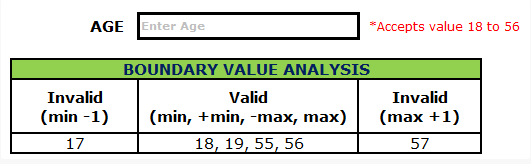 AGE Enter Age *Accepts value 18 to 56
BOUNDARY VALUE ANALYSIS
Invalid Valid Invalid
(min -1) (min, +min, -max, max) (max +1)
17 18, 19, 55, 56 57